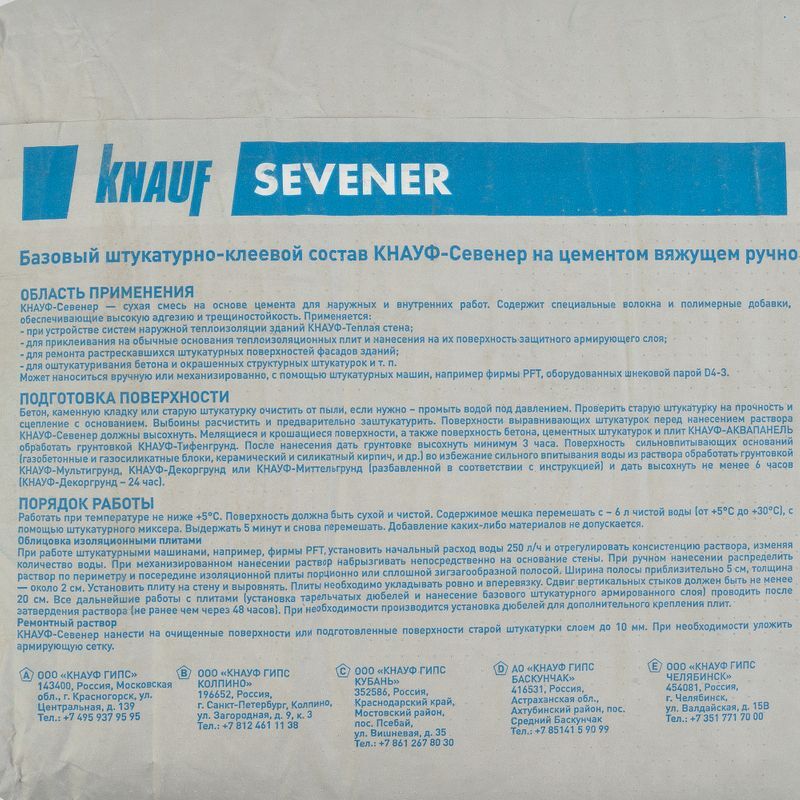 KNAUF SEVENER
Базовый штукатурно-клеевой состав КНАУФ-Севенер на цементом вяжущем ручно
ОБЛАСТЬ ПРИМЕНЕНИЯ
КНАУФ-Севенер — сухая смесь на основе цемента для наружных и внутренних работ. Содержит специальные волокна и полимерные добавки,
обеспечивающие высокую адгезию и трещиностойкость. Применяется:
- при устройстве систем наружной теплоизоляции зданий КНАУФ-Теплая стена;
- для приклеивания на обычные основания теплоизоляционных плит и нанесения на их поверхность защитного армирующего слоя;
- для ремонта растрескавшихся штукатурных поверхностей фасадов зданий;
- для оштукатуривания бетона и окрашенных структурных штукатурок и т. п.
Может наноситься вручную или механизированно, с помощью штукатурных машин, например фирмы PFT, оборудованных шнековой парой D4-3.
ПОДГОТОВКА ПОВЕРХНОСТИ
Бетон, каменную кладку или старую штукатурку очистить от пыли, если нужно – промыть водой под давлением. Проверить старую штукатурку на прочность и
сцепление с основанием. Выбоины расчистить и предварительно заштукатурить. Поверхности выравнивающих штукатурок перед нанесением раствора
КНАУФ-Севенер должны высохнуть. Мелящиеся и крошащиеся поверхности, а также поверхность бетона, цементных штукатурок и плит КНАУФ-АКВАПАНЕЛЬ
обработать грунтовкой КНАУФ-Тифенгрунд. После нанесения дать грунтовке высохнуть минимум 3 часа. Поверхность сильновпитывающих оснований
(газобетонные и газосиликатные блоки, керамический и силикатный кирпич, и др.) во избежание сильного впитывания воды из раствора обработать грунтовкой
КНАУФ-Мультигрунд, КНАУФ-Декоргрунд или КНАУФ-Миттельгрунд (разбавленной в соответствии с инструкцией) и дать высохнуть не менее 6 часов
(КНАУФ-Декоргрунд – 24 час).
ПОРЯДОК РАБОТЫ
Работать при температуре не ниже +5°С. Поверхность должна быть сухой и чистой. Содержимое мешка перемешать с ~ 6 л чистой воды (от +5°С до +30°С), с
помощью штукатурного миксера. Выдержать 5 минут и снова перемешать. Добавление каких-либо материалов не допускается.
Облицовка изоляционными плитами
При работе штукатурными машинами, например, фирмы PFT, установить начальный расход воды 250 л/ч и отрегулировать консистенцию раствора, изменяя
количество воды. При механизированном нанесении раствор набрызгивать непосредственно на основание стены. При ручном нанесении распределить
раствор по периметру и посередине изоляционной плиты порционно или сплошной зигзагообразной полосой. Ширина полосы приблизительно 5 см, толщина
— около 2 см. Установить плиту на стену и выровнять. Плиты необходимо укладывать ровно и вперевязку. Сдвиг вертикальных стыков должен быть не менее
20 см. Все дальнейшие работы с плитами (установка тарельчатых дюбелей и нанесение базового штукатурного армированного слоя) проводить после
затвердения раствора (не ранее чем через 48 часов). При необходимости производится установка дюбелей для дополнительного крепления плит.
Ремонтный раствор
КНАУФ-Севенер нанести на очищенные поверхности или подготовленные поверхности старой штукатурки слоем до 10 мм. При необходимости уложить
армирующую сетку.
A ООО «КНАУФ ГИПС»
143400, Россия, Московская
обл., г. Красногорск, ул.
Центральная, д. 139
Тел.: +7 495 937 95 95
B ООО «КНАУФ ГИПС
КОЛПИНО»
196652, Россия,
г. Санкт-Петербург, Колпино,
ул. Загородная, д. 9, к. 3
Тел.: +7 812 461 11 38
C ООО «КНАУФ ГИПС
КУБАНЬ»
352586, Россия,
Краснодарский край,
Мостовский район,
пос. Псебай,
ул. Вишневая, д. 35
Тел.: +7 861 267 80 30
D АО «КНАУФ ГИПС
БАСКУНЧАК»
416531, Россия,
Астраханская обл.,
Ахтубинский район, пос.
Средний Баскунчак
Тел.: +7 85141 5 90 99
E ООО «КНАУФ ГИПС
ЧЕЛЯБИНСК»
454081, Россия,
г. Челябинск,
ул. Валдайская, д. 15В
Тел.: +7 351 771 70 00